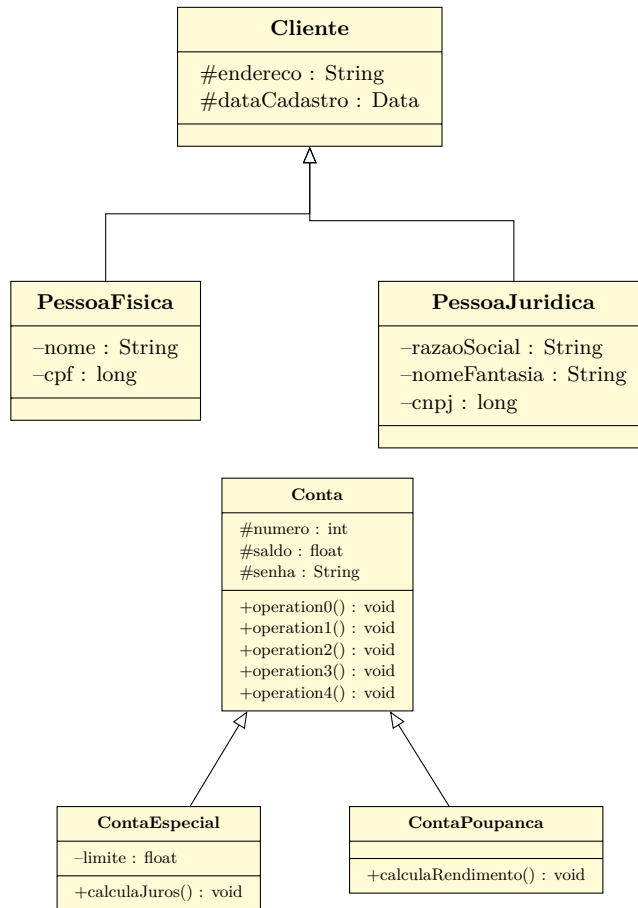 Cliente
#endereco : String
#dataCadastro : Data
PessoaFisica
–nome : String
–cpf : long
PessoaJuridica
–razaoSocial : String
–nomeFantasia : String
–cnpj : long
Conta
#numero : int
#saldo : float
#senha : String
+operation0() : void
+operation1() : void
+operation2() : void
+operation3() : void
+operation4() : void
ContaEspecial
–limite : float
+calculaJuros() : void
ContaPoupanca
+calculaRendimento() : void